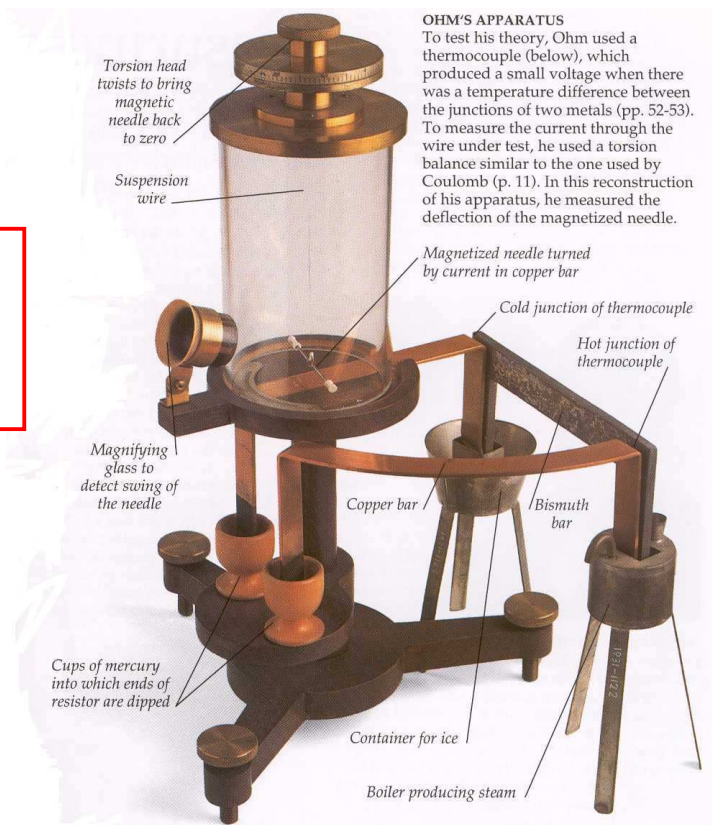 OHM'S APPARATUS
To test his theory, Ohm used a
thermocouple (below), which
produced a small voltage when there
was a temperature difference between
the junctions of two metals (pp. 52-53).
To measure the current through the
wire under test, he used a torsion
balance similar to the one used by
Coulomb (p. 11). In this reconstruction
of his apparatus, he measured the
deflection of the magnetized needle.
Torsion head
twists to bring
magnetic
needle back
to zero
Suspension
wire
Magnetized needle turned
by current in copper bar
Cold junction of thermocouple
Hot junction of
thermocouple
Magnifying
glass to
detect swing of
the needle
Copper bar
Bismuth
bar
Cups of mercury
into which ends of
resistor are dipped
Container for ice
Boiler producing steam
1931-1122